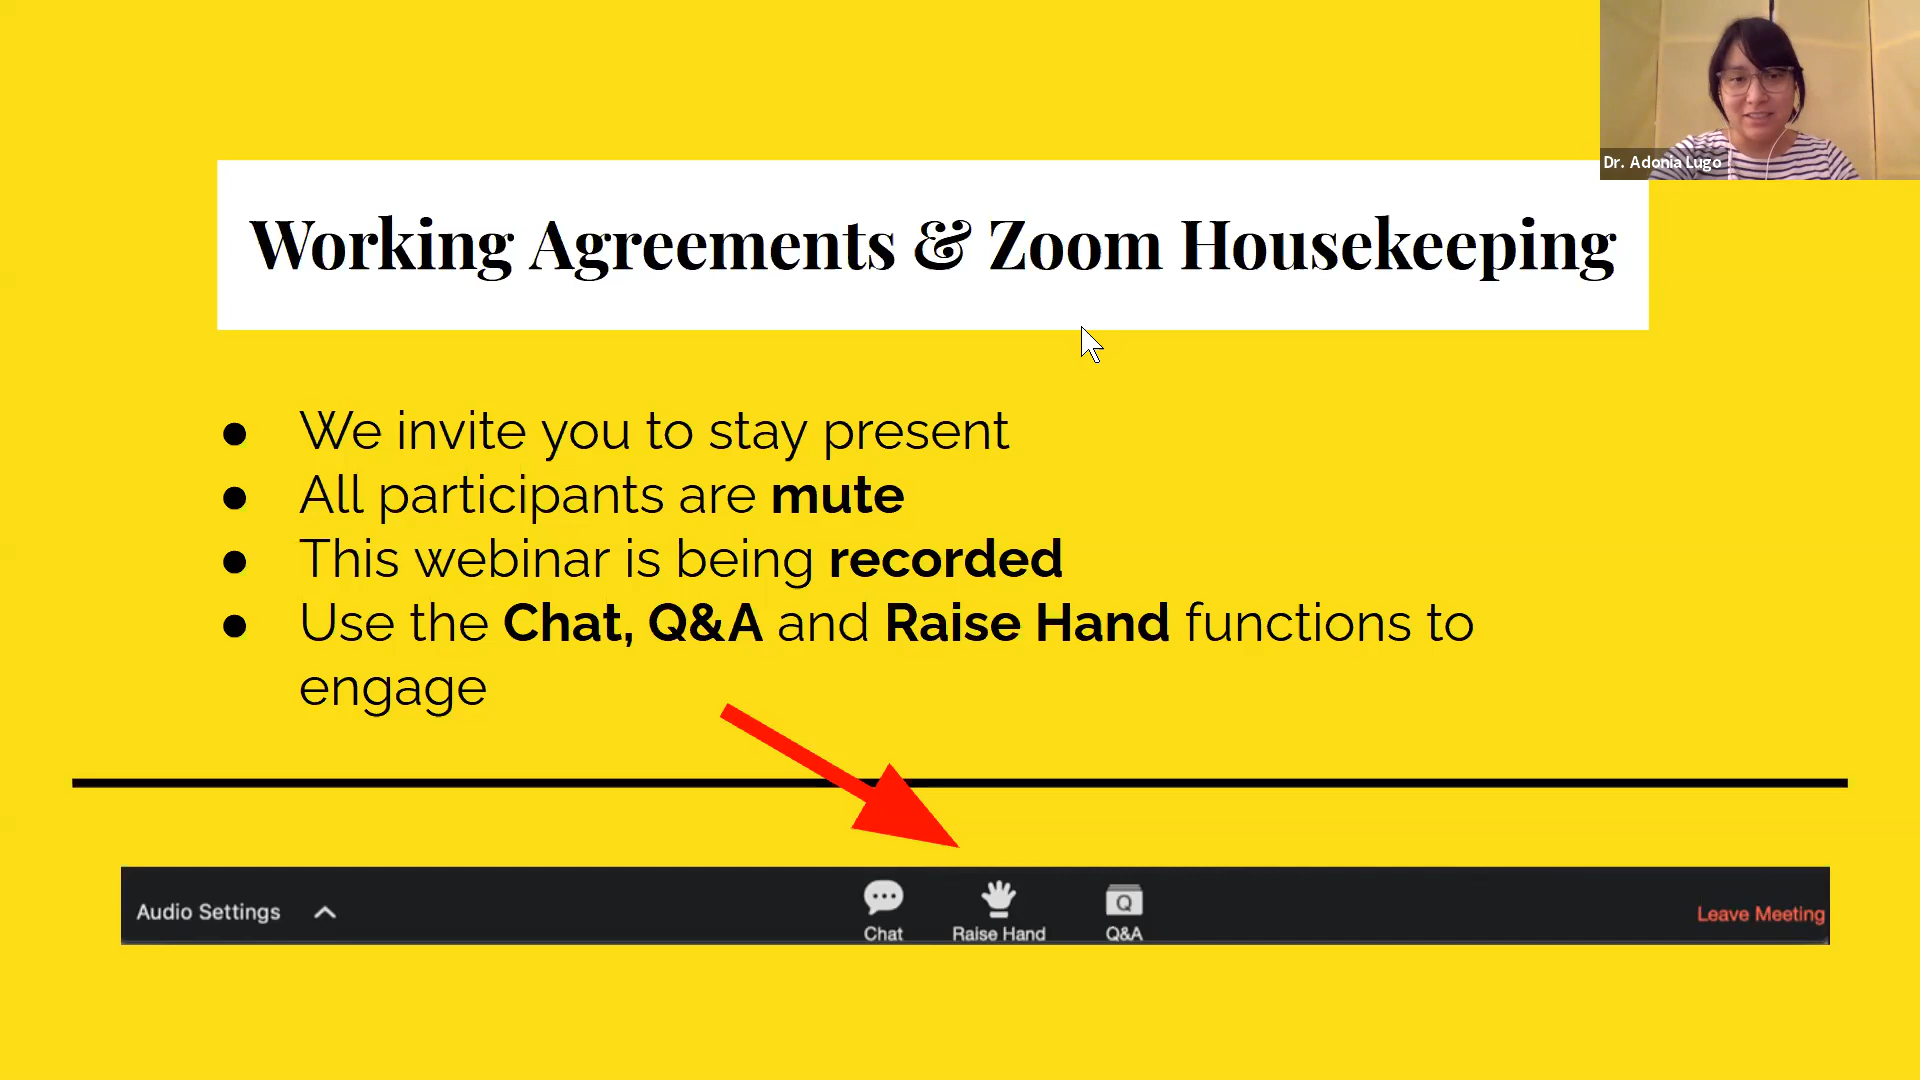 Dr. Adonia Lugo
Working Agreements & Zoom Housekeeping
● We invite you to stay present
● All participants are mute
● This webinar is being recorded
● Use the Chat, Q&A and Raise Hand functions to
engage
Audio Settings
Chat
Raise Hand
Q
Q&A
Leave Meeting